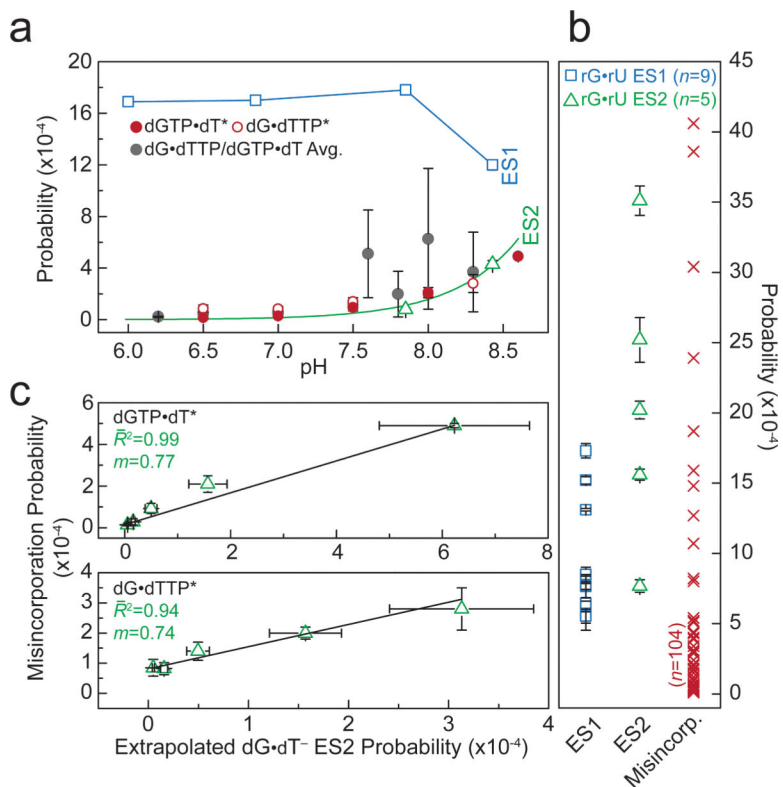 a
b
20
16
12
8
4
0
Probability (x10⁻⁴)
dGTP•dT* dG•dTTP*
dG•dTTP/dGTP•dT Avg.
ES1
ES2
6.0 6.5 7.0 7.5 8.0 8.5
pH
rG•rU ES1 (n=9)
rG•rU ES2 (n=5)
45
40
35
30
25
20
15
10
5
0
Probability (x10⁻⁴)
(n=104)
ES1
ES2
Misincorp.
c
Misincorporation Probability
(x10⁻⁴)
dGTP•dT*
R̄²=0.99
m=0.77
6
4
2
0
0 2 4 6 8
dG•dTTP*
R̄²=0.94
m=0.74
4
3
2
1
0
0 1 2 3 4
Extrapolated dG•dT⁻ ES2 Probability (x10⁻⁴)